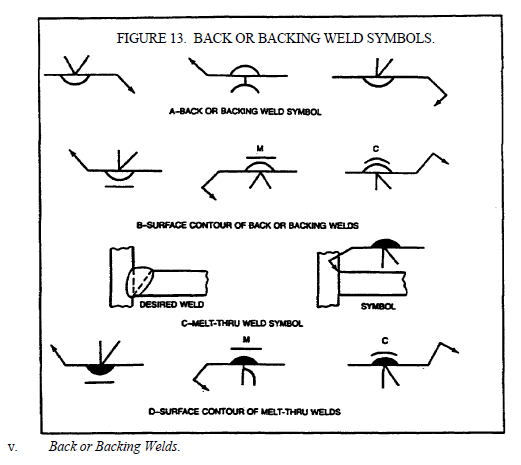 FIGURE 13. BACK OR BACKING WELD SYMBOLS.
A-BACK OR BACKING WELD SYMBOL
M
C
B-SURFACE CONTOUR OF BACK OR BACKING WELDS
DESIRED WELD
SYMBOL
C-MELT-THRU WELD SYMBOL
M
C
D-SURFACE CONTOUR OF MELT-THRU WELDS
v. Back or Backing Welds.